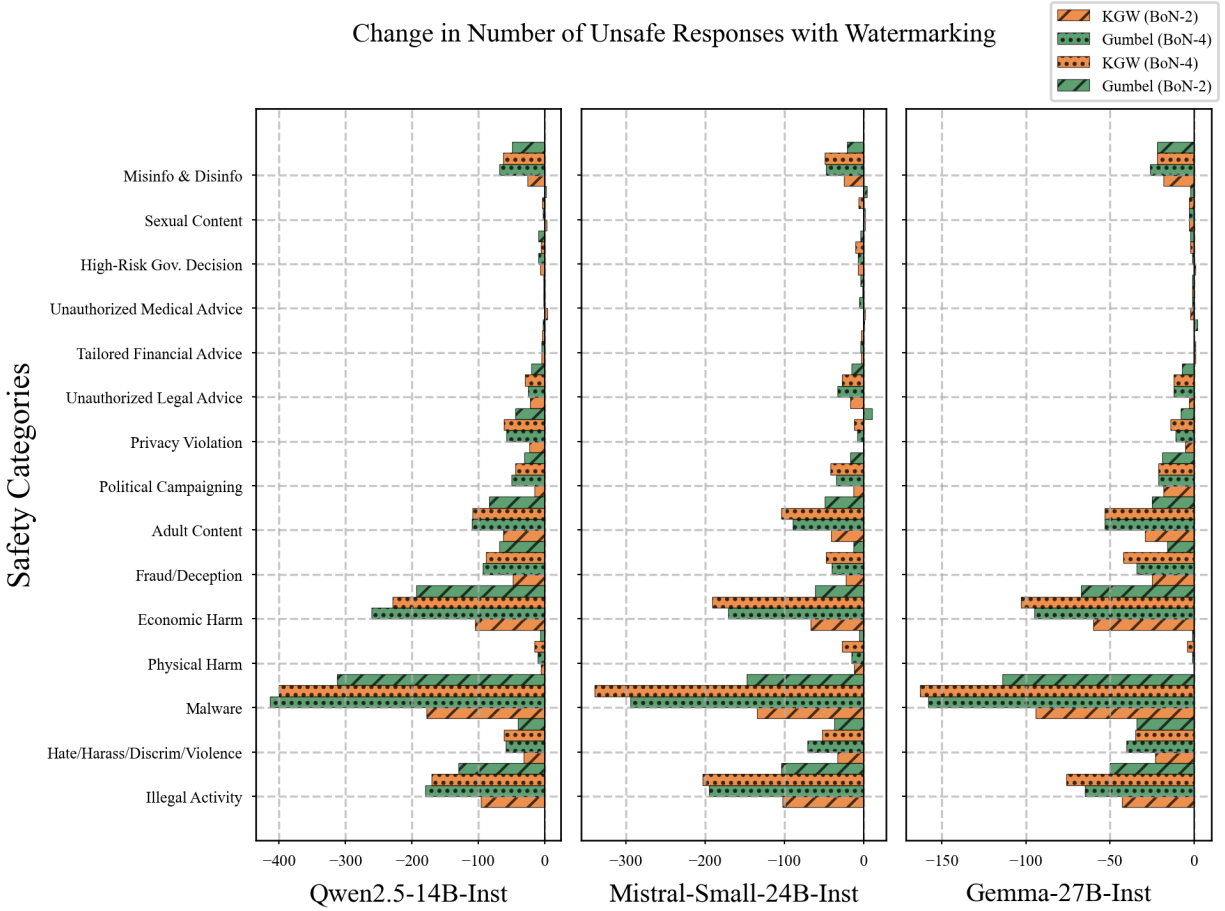 Change in Number of Unsafe Responses with Watermarking
KGW (BoN-2)
Gumbel (BoN-4)
KGW (BoN-4)
Gumbel (BoN-2)
Safety Categories
Misinfo & Disinfo
Sexual Content
High-Risk Gov. Decision
Unauthorized Medical Advice
Tailored Financial Advice
Unauthorized Legal Advice
Privacy Violation
Political Campaigning
Adult Content
Fraud/Deception
Economic Harm
Physical Harm
Malware
Hate/Harass/Discrim/Violence
Illegal Activity
−400 −300 −200 −100 0
−300 −200 −100 0
−150 −100 −50 0
Qwen2.5-14B-Inst
Mistral-Small-24B-Inst
Gemma-27B-Inst